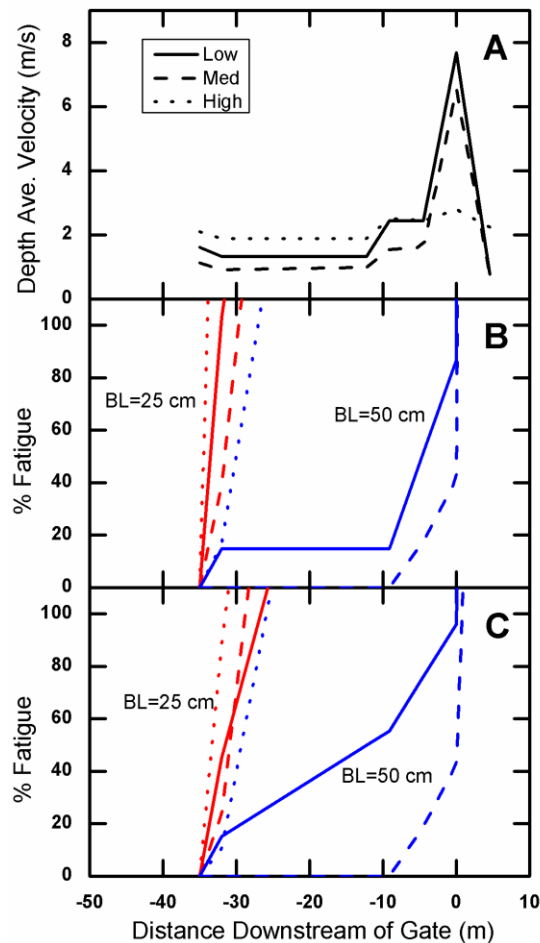 A
Low
Med
High
Depth Ave. Velocity (m/s)
8
6
4
2
0
B
BL=25 cm
BL=50 cm
% Fatigue
100
80
60
40
20
0
C
BL=25 cm
BL=50 cm
% Fatigue
100
80
60
40
20
0
-50 -40 -30 -20 -10 0 10
Distance Downstream of Gate (m)